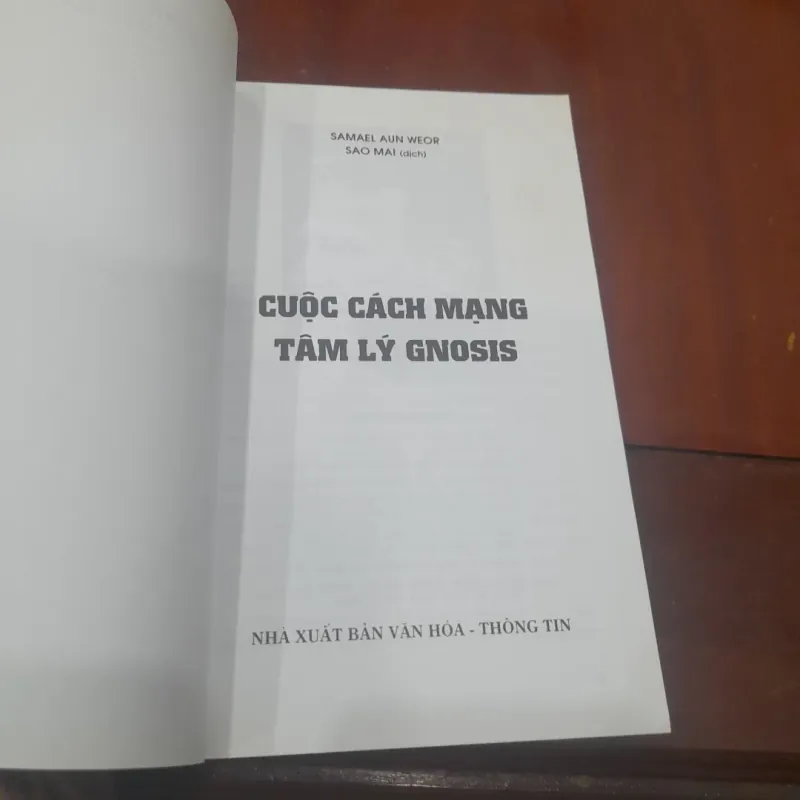 SAMAEL AUN WEOR
SAO MAI (dịch)
CUỘC CÁCH MẠNG
TÂM LÝ GNOSIS
NHÀ XUẤT BẢN VĂN HÓA - THÔNG TIN